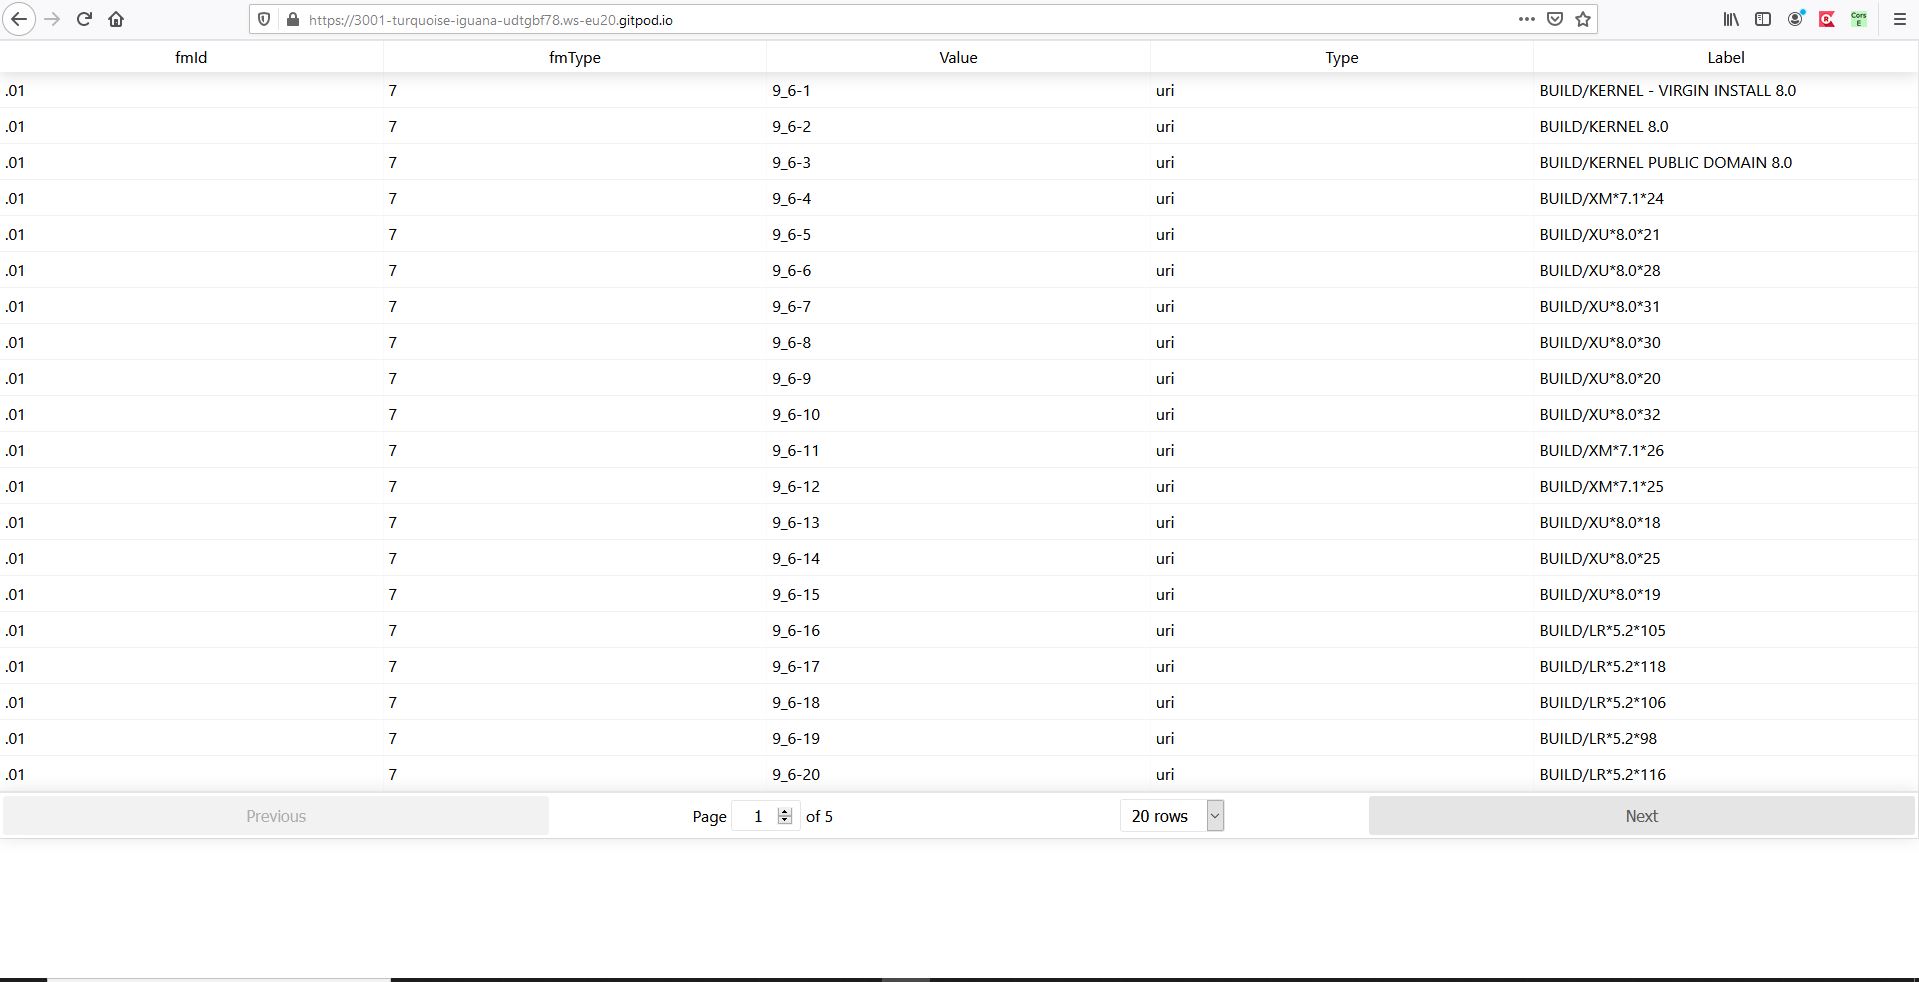 https://3001-turquoise-iguana-udtgbf78.ws-eu20.gitpod.io
Cors E
fmId fmType Value Type Label
.01 7 9_6-1 uri BUILD/KERNEL - VIRGIN INSTALL 8.0
.01 7 9_6-2 uri BUILD/KERNEL 8.0
.01 7 9_6-3 uri BUILD/KERNEL PUBLIC DOMAIN 8.0
.01 7 9_6-4 uri BUILD/XM*7.1*24
.01 7 9_6-5 uri BUILD/XU*8.0*21
.01 7 9_6-6 uri BUILD/XU*8.0*28
.01 7 9_6-7 uri BUILD/XU*8.0*31
.01 7 9_6-8 uri BUILD/XU*8.0*30
.01 7 9_6-9 uri BUILD/XU*8.0*20
.01 7 9_6-10 uri BUILD/XU*8.0*32
.01 7 9_6-11 uri BUILD/XM*7.1*26
.01 7 9_6-12 uri BUILD/XM*7.1*25
.01 7 9_6-13 uri BUILD/XU*8.0*18
.01 7 9_6-14 uri BUILD/XU*8.0*25
.01 7 9_6-15 uri BUILD/XU*8.0*19
.01 7 9_6-16 uri BUILD/LR*5.2*105
.01 7 9_6-17 uri BUILD/LR*5.2*118
.01 7 9_6-18 uri BUILD/LR*5.2*106
.01 7 9_6-19 uri BUILD/LR*5.2*98
.01 7 9_6-20 uri BUILD/LR*5.2*116
Previous Page 1 of 5 20 rows Next